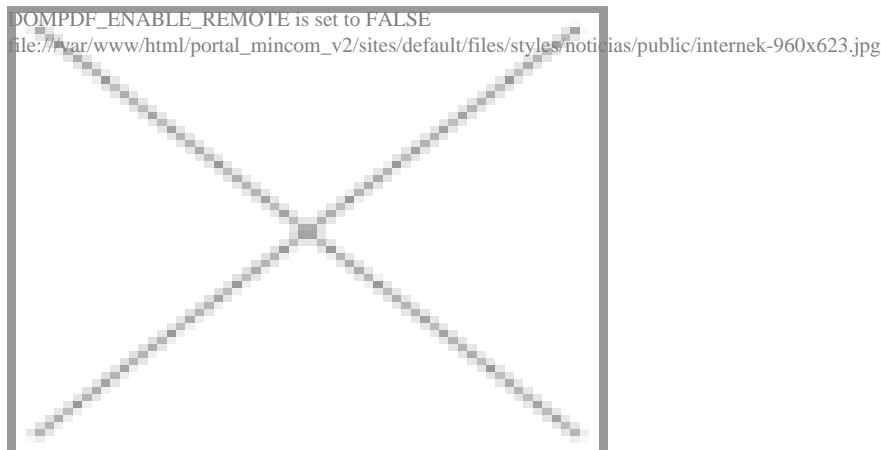 DOMPDF_ENABLE_REMOTE is set to FALSE
file:///var/www/html/portal_mincom_v2/sites/default/files/styles/noticias/public/internek-960x623.jpg